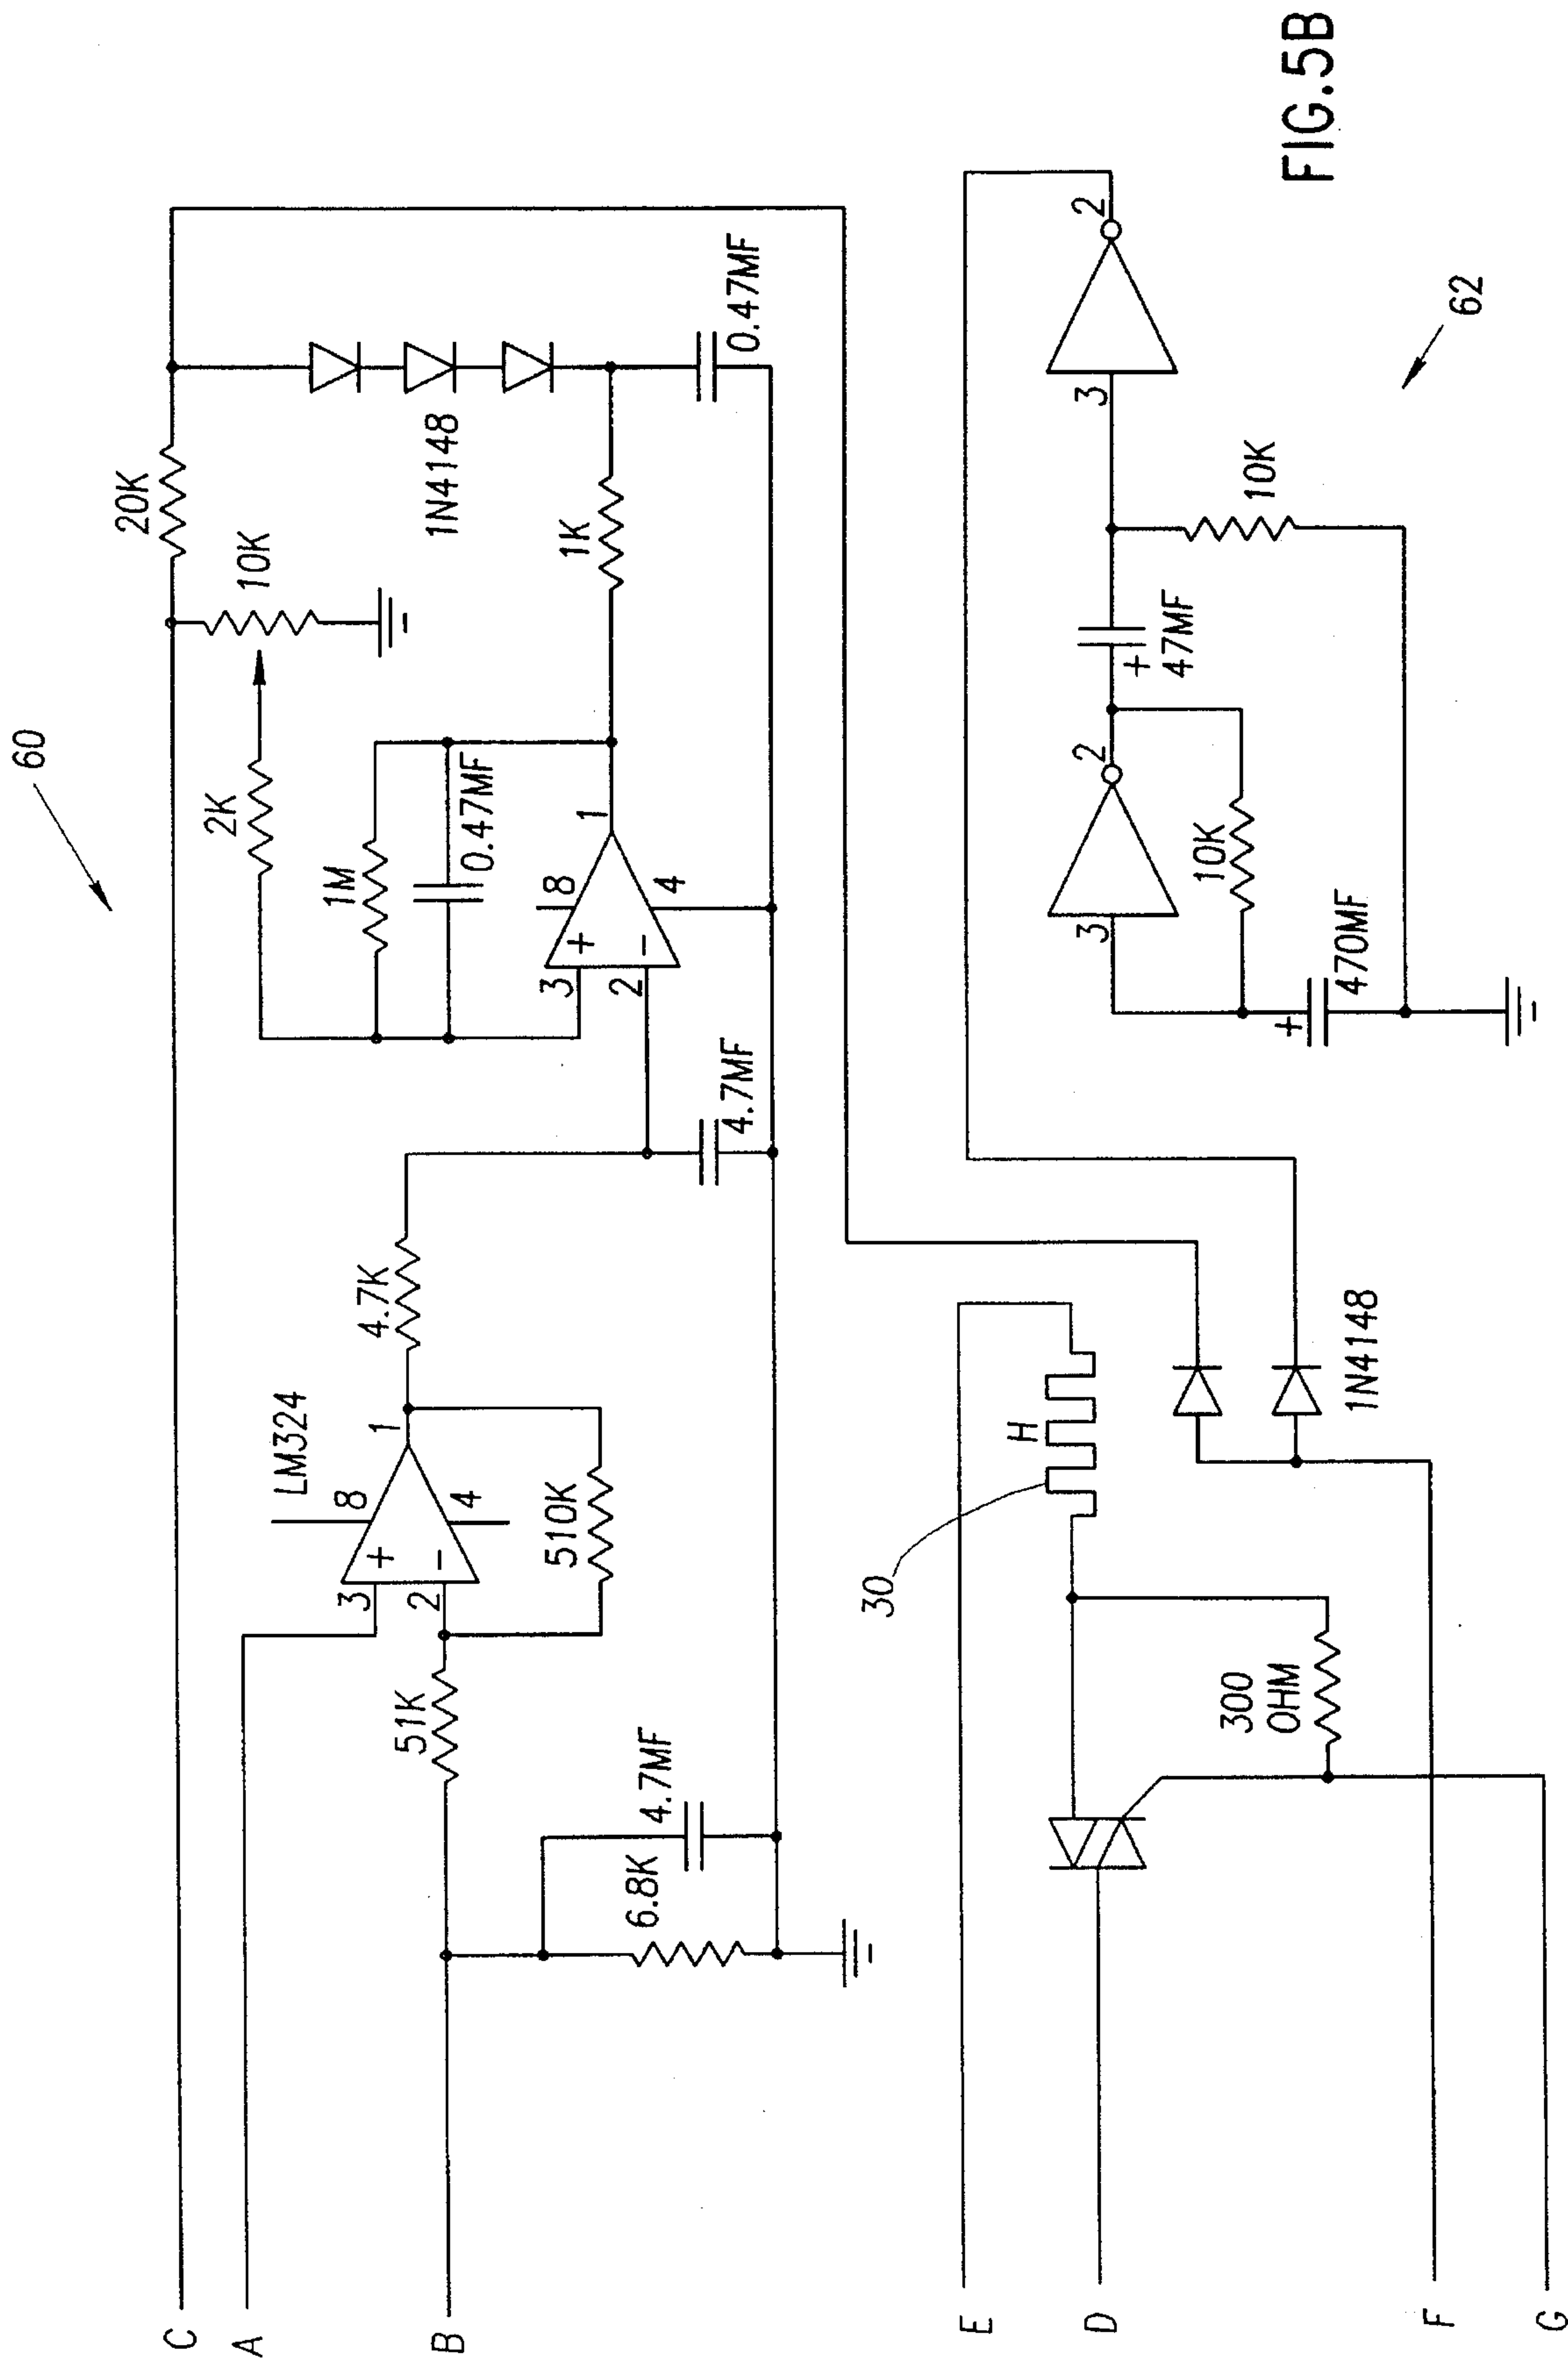 60
20K
10K
2K
1M
0.47MF
8
3
+
2
-
1
4
1K
1N4148
0.47MF
LM324
8
3
+
2
-
1
4
4.7K
510K
51K
4.7MF
4.7MF
6.8K
C
A
B
30
H
300
OHM
1N4148
E
D
F
G
3
2
10K
+
470MF
+
47MF
10K
3
2
62
FIG.5B